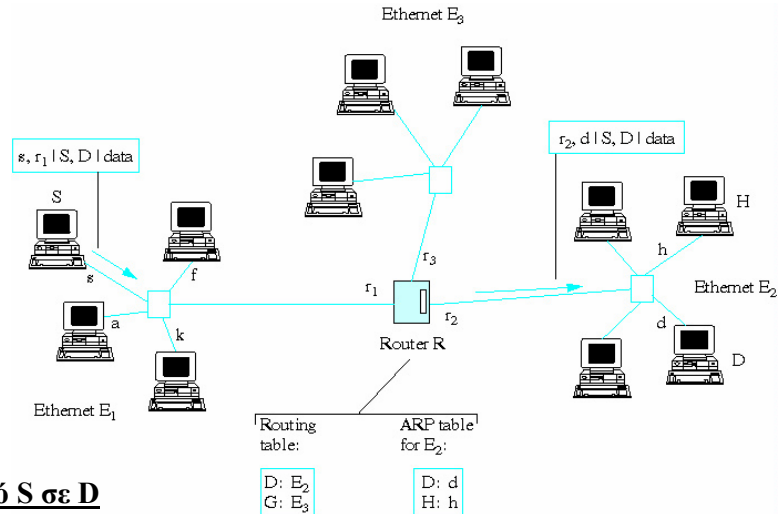 Ethernet E₃
s, r₁ | S, D | data
r₂, d | S, D | data
S
H
f
s
h
r₃
Ethernet E₂
r₁
a
r₂
d
k
Router R
D
Ethernet E₁
Routing table:
ARP table for E₂:
D: E₂
G: E₃
D: d
H: h
S σε D